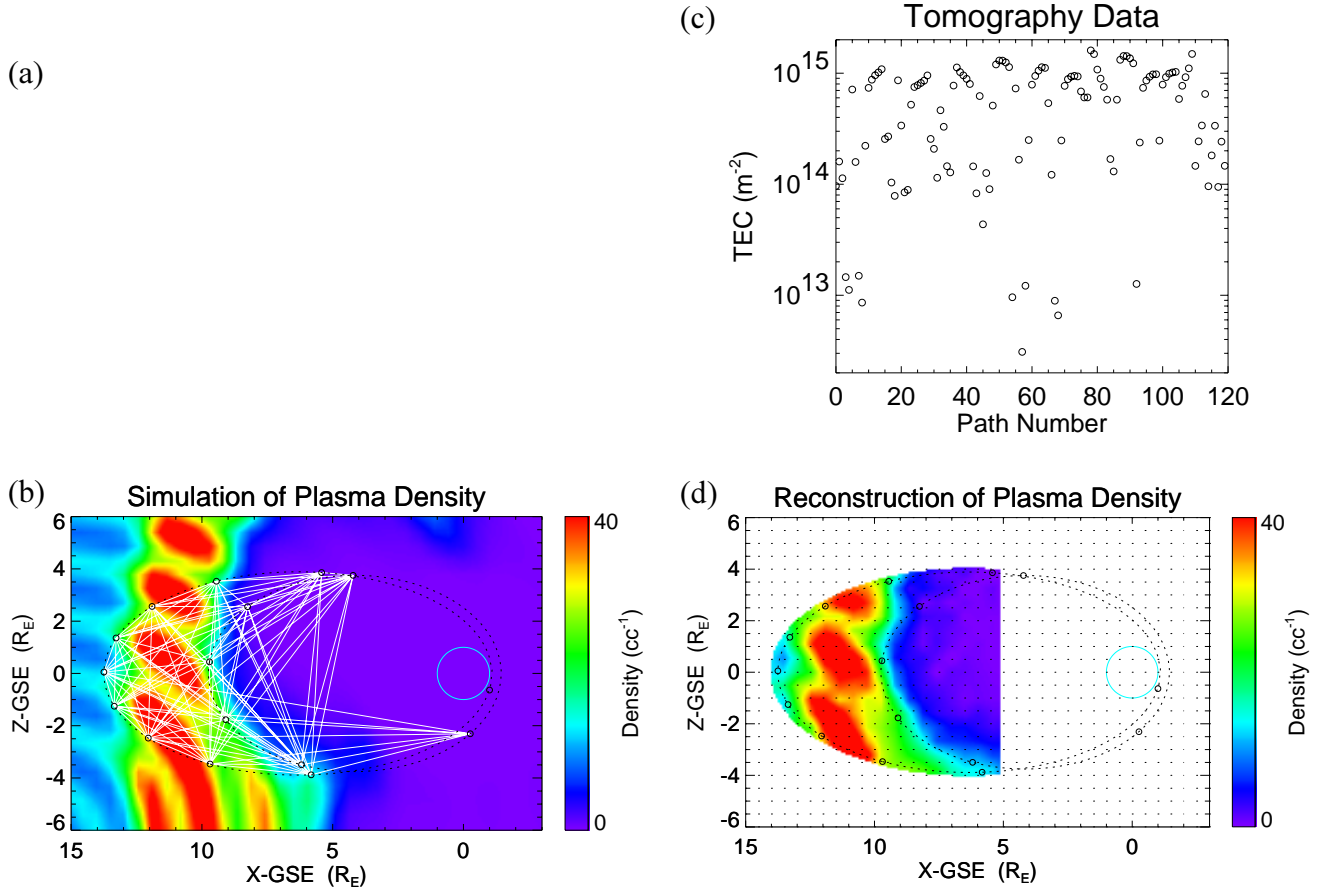 (a)
(c)
Tomography Data
10^15
10^14
10^13
TEC (m^-2)
0 20 40 60 80 100 120
Path Number
(b)
Simulation of Plasma Density
6
4
2
0
-2
-4
-6
Z-GSE (R_E)
15 10 5 0
X-GSE (R_E)
40
0
Density (cc^-1)
(d)
Reconstruction of Plasma Density
6
4
2
0
-2
-4
-6
Z-GSE (R_E)
15 10 5 0
X-GSE (R_E)
40
0
Density (cc^-1)